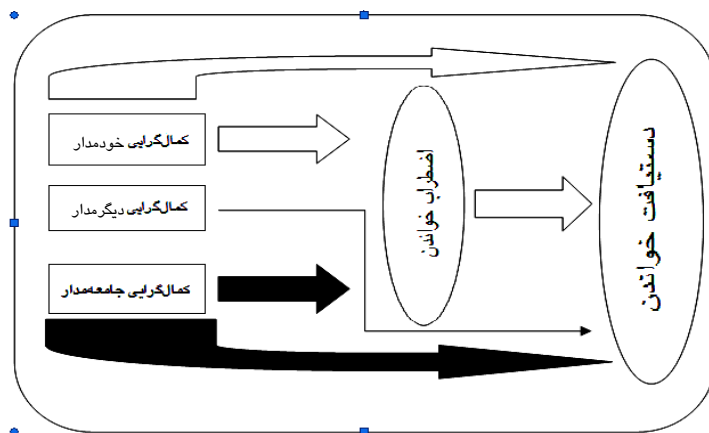 کمال‌گرایی خودمدار
کمال‌گرایی دیگرمدار
کمال‌گرایی جامعه‌مدار
اضطراب خواندن
دستیافت خواندن